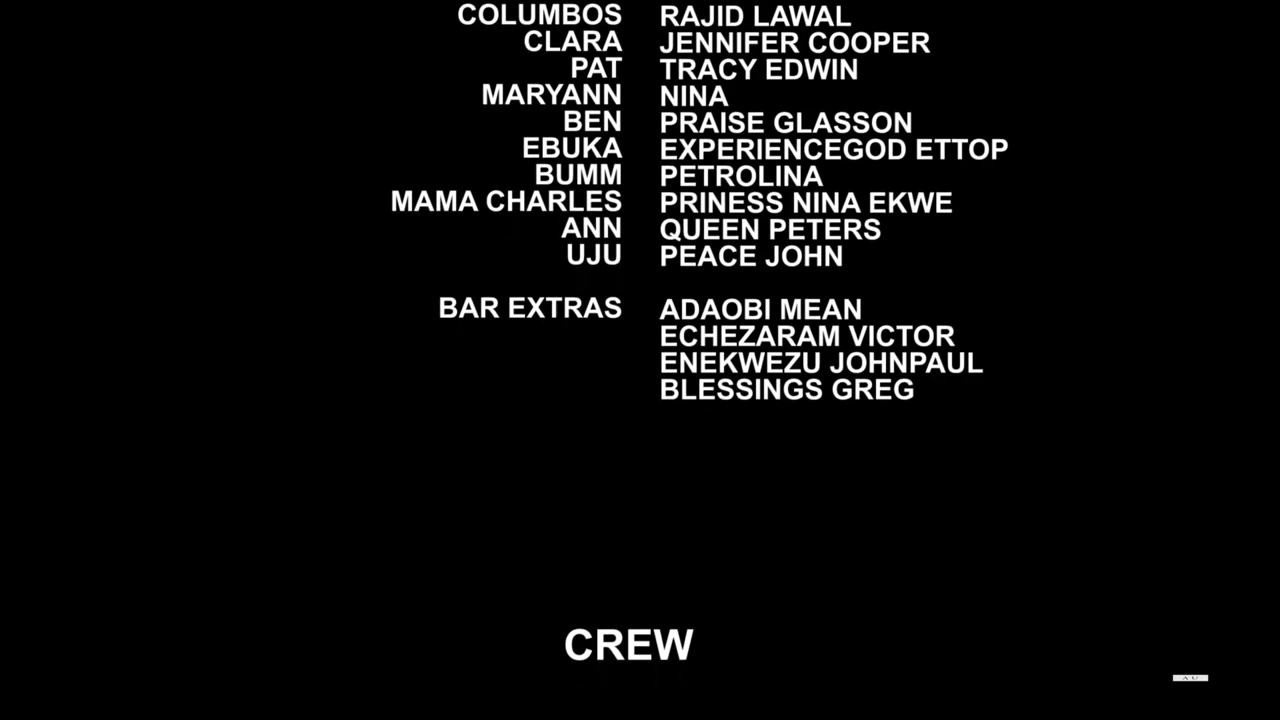 COLUMBOS RAJID LAWAL
CLARA JENNIFER COOPER
PAT TRACY EDWIN
MARYANN NINA
BEN PRAISE GLASSON
EBUKA EXPERIENCEGOD ETTOP
BUMM PETROLINA
MAMA CHARLES PRINESS NINA EKWE
ANN QUEEN PETERS
UJU PEACE JOHN
BAR EXTRAS ADAOBI MEAN
ECHEZARAM VICTOR
ENEKWEZU JOHNPAUL
BLESSINGS GREG
CREW
A U